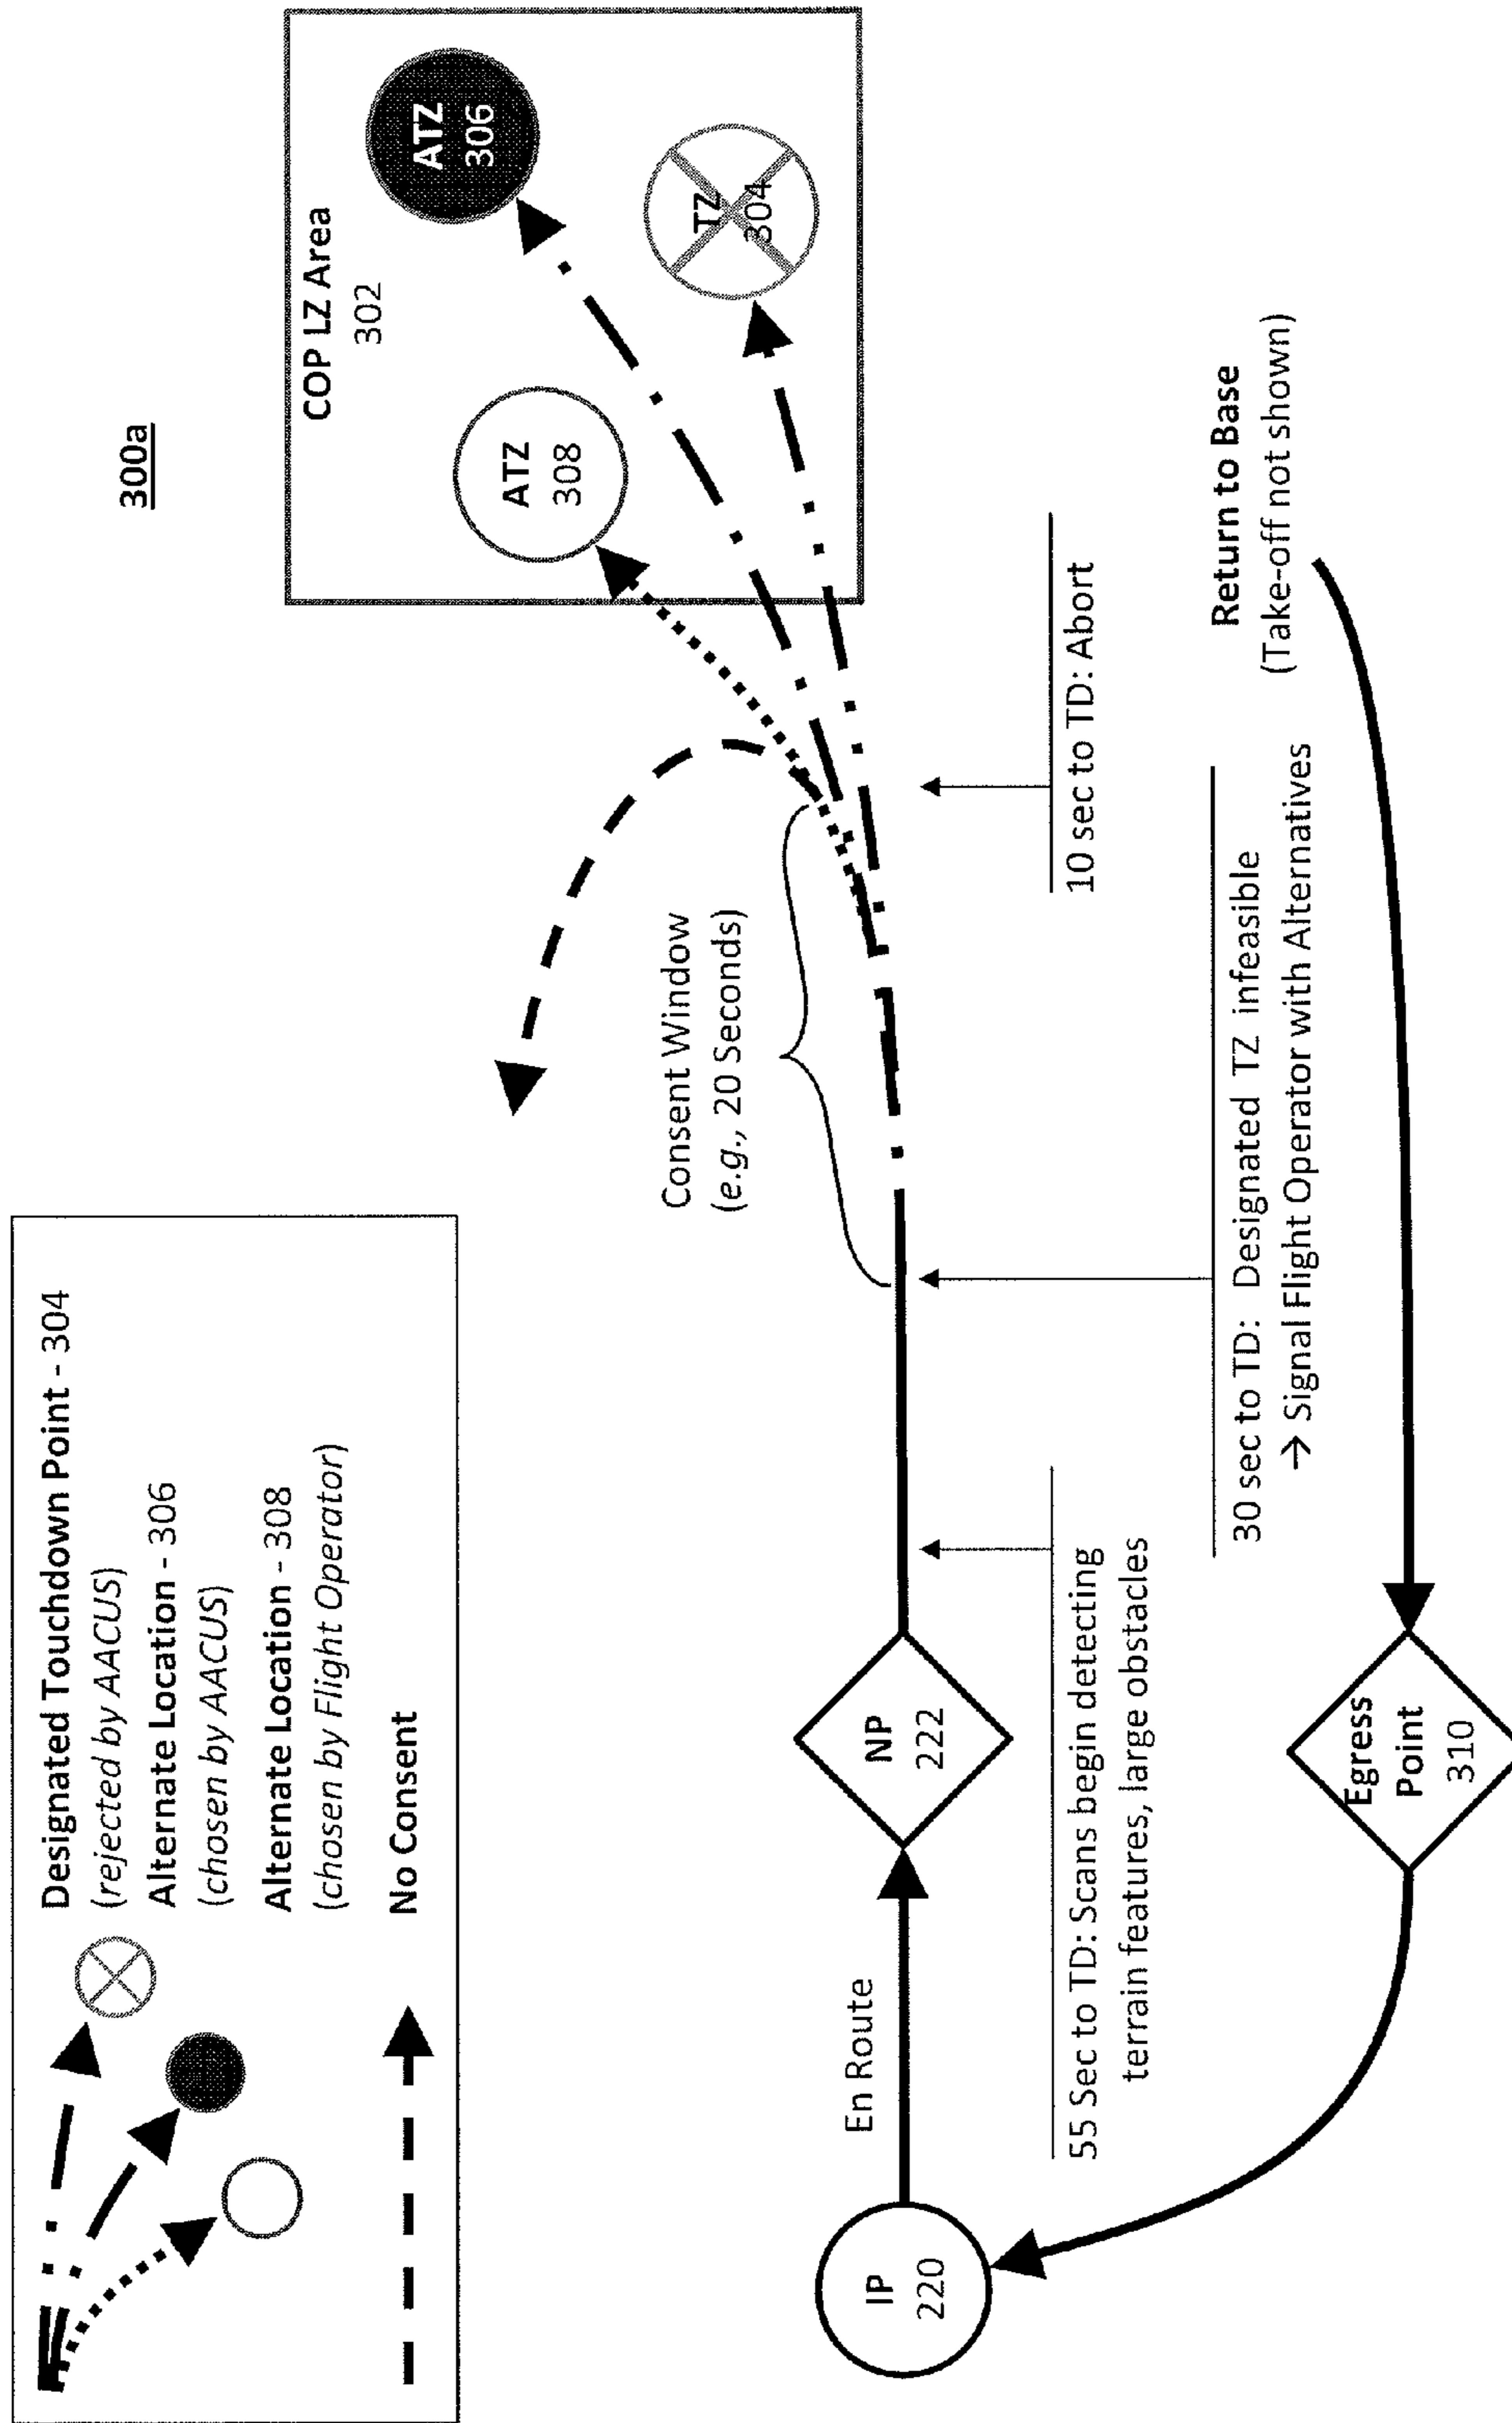 300a
Designated Touchdown Point - 304
(rejected by AACUS)
Alternate Location - 306
(chosen by AACUS)
Alternate Location - 308
(chosen by Flight Operator)
No Consent
COP LZ Area
302
ATZ
308
ATZ
306
TZ
304
Consent Window
(e.g., 20 Seconds)
En Route
IP
220
NP
222
55 Sec to TD: Scans begin detecting
terrain features, large obstacles
10 sec to TD: Abort
30 sec to TD: Designated TZ infeasible
→ Signal Flight Operator with Alternatives
Return to Base
(Take-off not shown)
Egress
Point
310